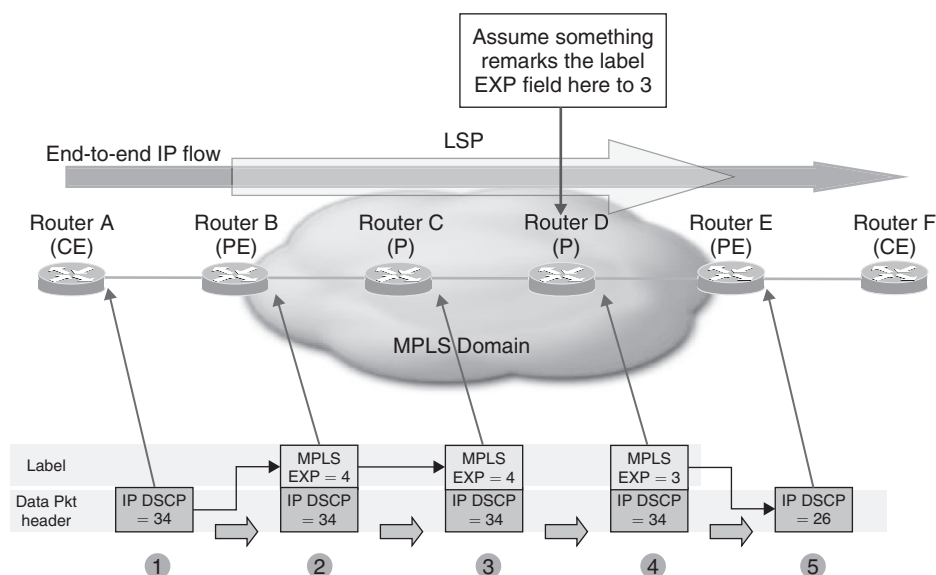 Assume something
remarks the label
EXP field here to 3
LSP
End-to-end IP flow
Router A
(CE)
Router B
(PE)
Router C
(P)
Router D
(P)
Router E
(PE)
Router F
(CE)
MPLS Domain
Label
MPLS
EXP = 4
MPLS
EXP = 4
MPLS
EXP = 3
Data Pkt
header
IP DSCP
= 34
IP DSCP
= 34
IP DSCP
= 34
IP DSCP
= 34
IP DSCP
= 26
1
2
3
4
5